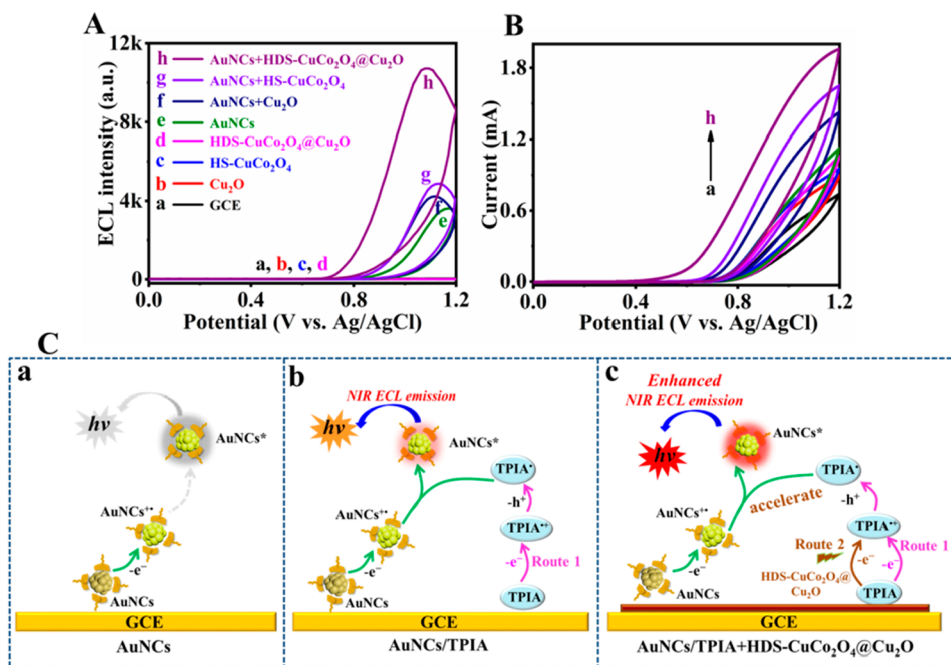 A
12k
8k
4k
0
ECL intensity (a.u.)
h AuNCs+HDS-CuCo₂O₄@Cu₂O
g AuNCs+HS-CuCo₂O₄
f AuNCs+Cu₂O
e AuNCs
d HDS-CuCo₂O₄@Cu₂O
c HS-CuCo₂O₄
b Cu₂O
a GCE
h
g
f
e
a, b, c, d
0.0 0.4 0.8 1.2
Potential (V vs. Ag/AgCl)
B
1.8
1.2
0.6
0.0
Current (mA)
h
a
0.0 0.4 0.8 1.2
Potential (V vs. Ag/AgCl)
C
a
hν
AuNCs*
AuNCs⁺•
-e⁻
AuNCs
GCE
AuNCs
b
NIR ECL emission
hν
AuNCs*
TPIA•
-h⁺
AuNCs⁺•
TPIA•⁺
-e⁻
-e⁻ Route 1
AuNCs
TPIA
GCE
AuNCs/TPIA
c
Enhanced
NIR ECL emission
hν
AuNCs*
TPIA•
accelerate
-h⁺
AuNCs⁺•
TPIA•⁺
Route 2
Route 1
-e⁻
-e⁻
-e⁻
HDS-CuCo₂O₄@
Cu₂O
AuNCs
TPIA
GCE
AuNCs/TPIA+HDS-CuCo₂O₄@Cu₂O